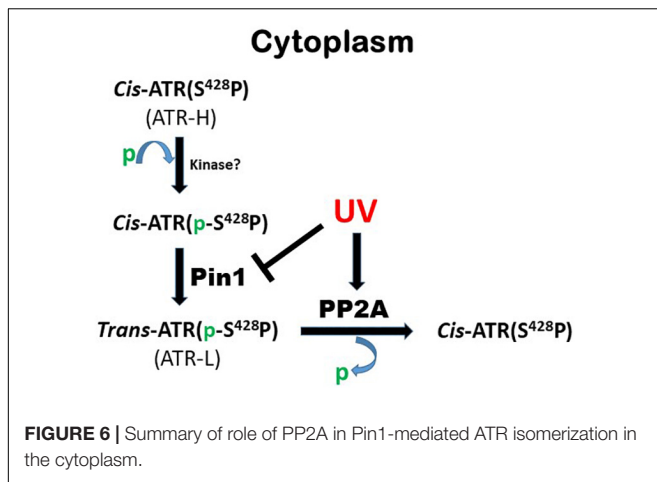 Cytoplasm
Cis-ATR(S⁴²⁸P)
(ATR-H)
p
Kinase?
Cis-ATR(p-S⁴²⁸P)
UV
Pin1
PP2A
Trans-ATR(p-S⁴²⁸P)
Cis-ATR(S⁴²⁸P)
(ATR-L)
p
FIGURE 6 | Summary of role of PP2A in Pin1-mediated ATR isomerization in
the cytoplasm.